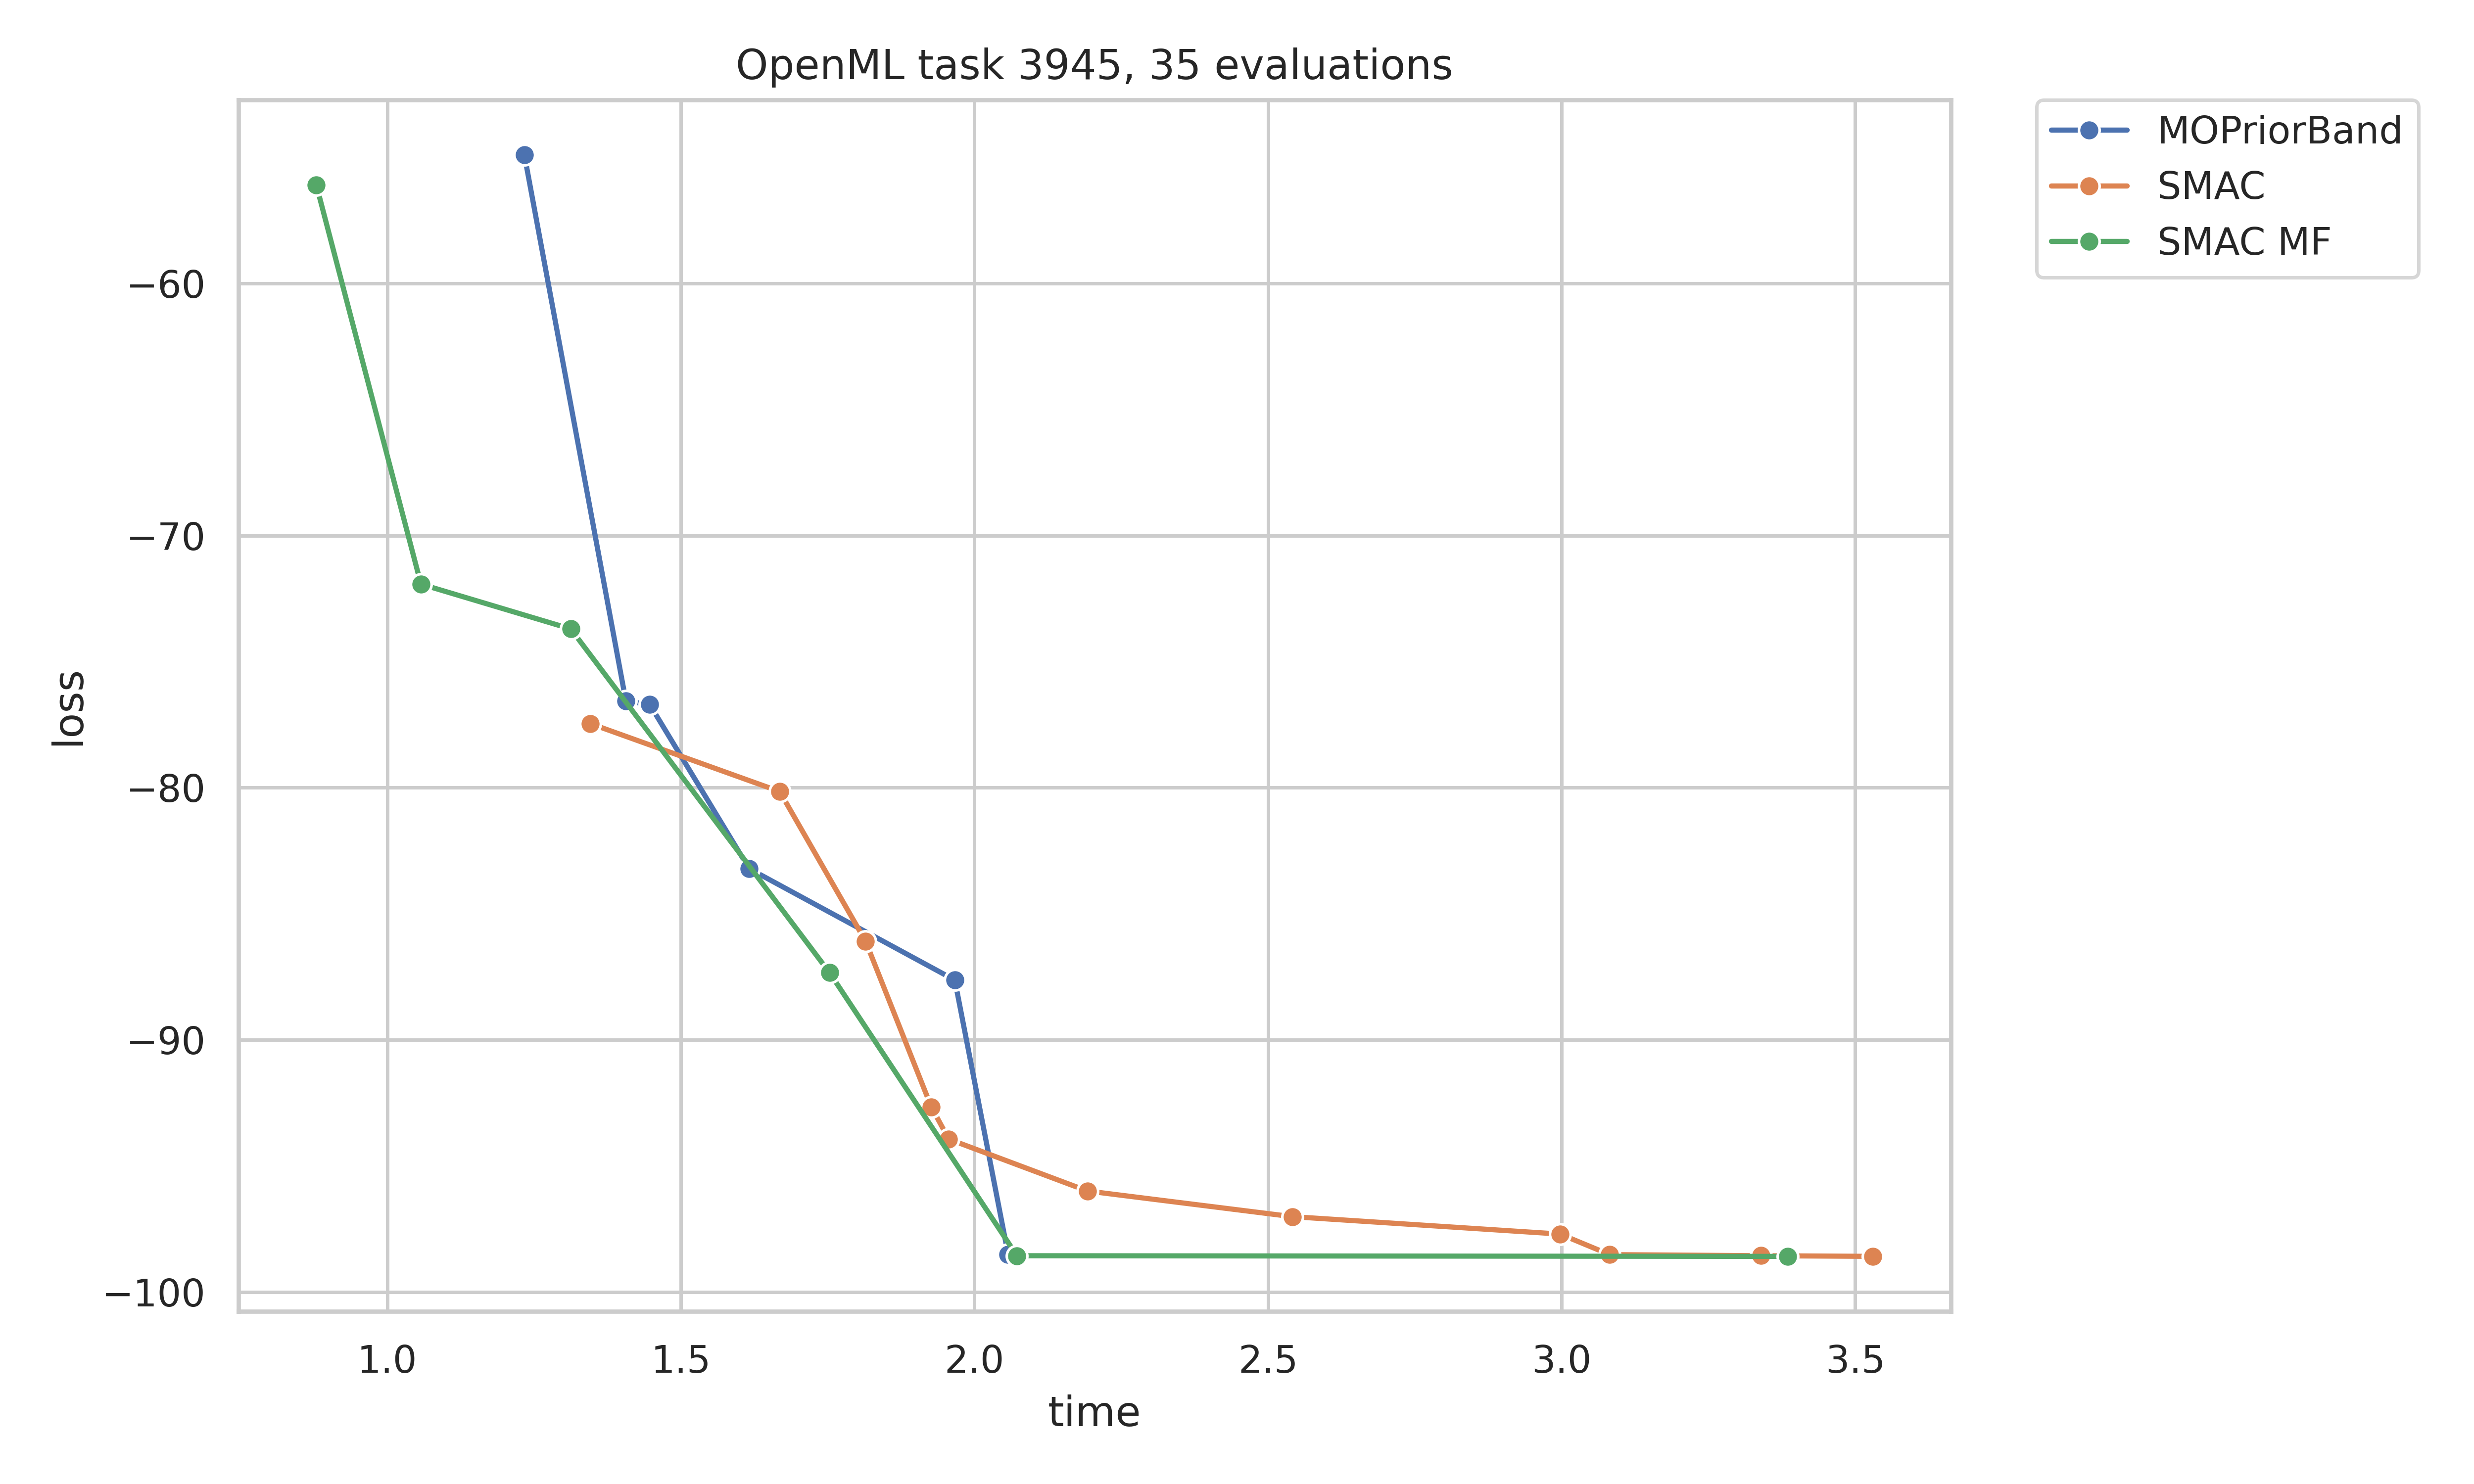 OpenML task 3945, 35 evaluations
MOPriorBand
SMAC
SMAC MF
−60
−70
−80
−90
−100
loss
1.0 1.5 2.0 2.5 3.0 3.5
time